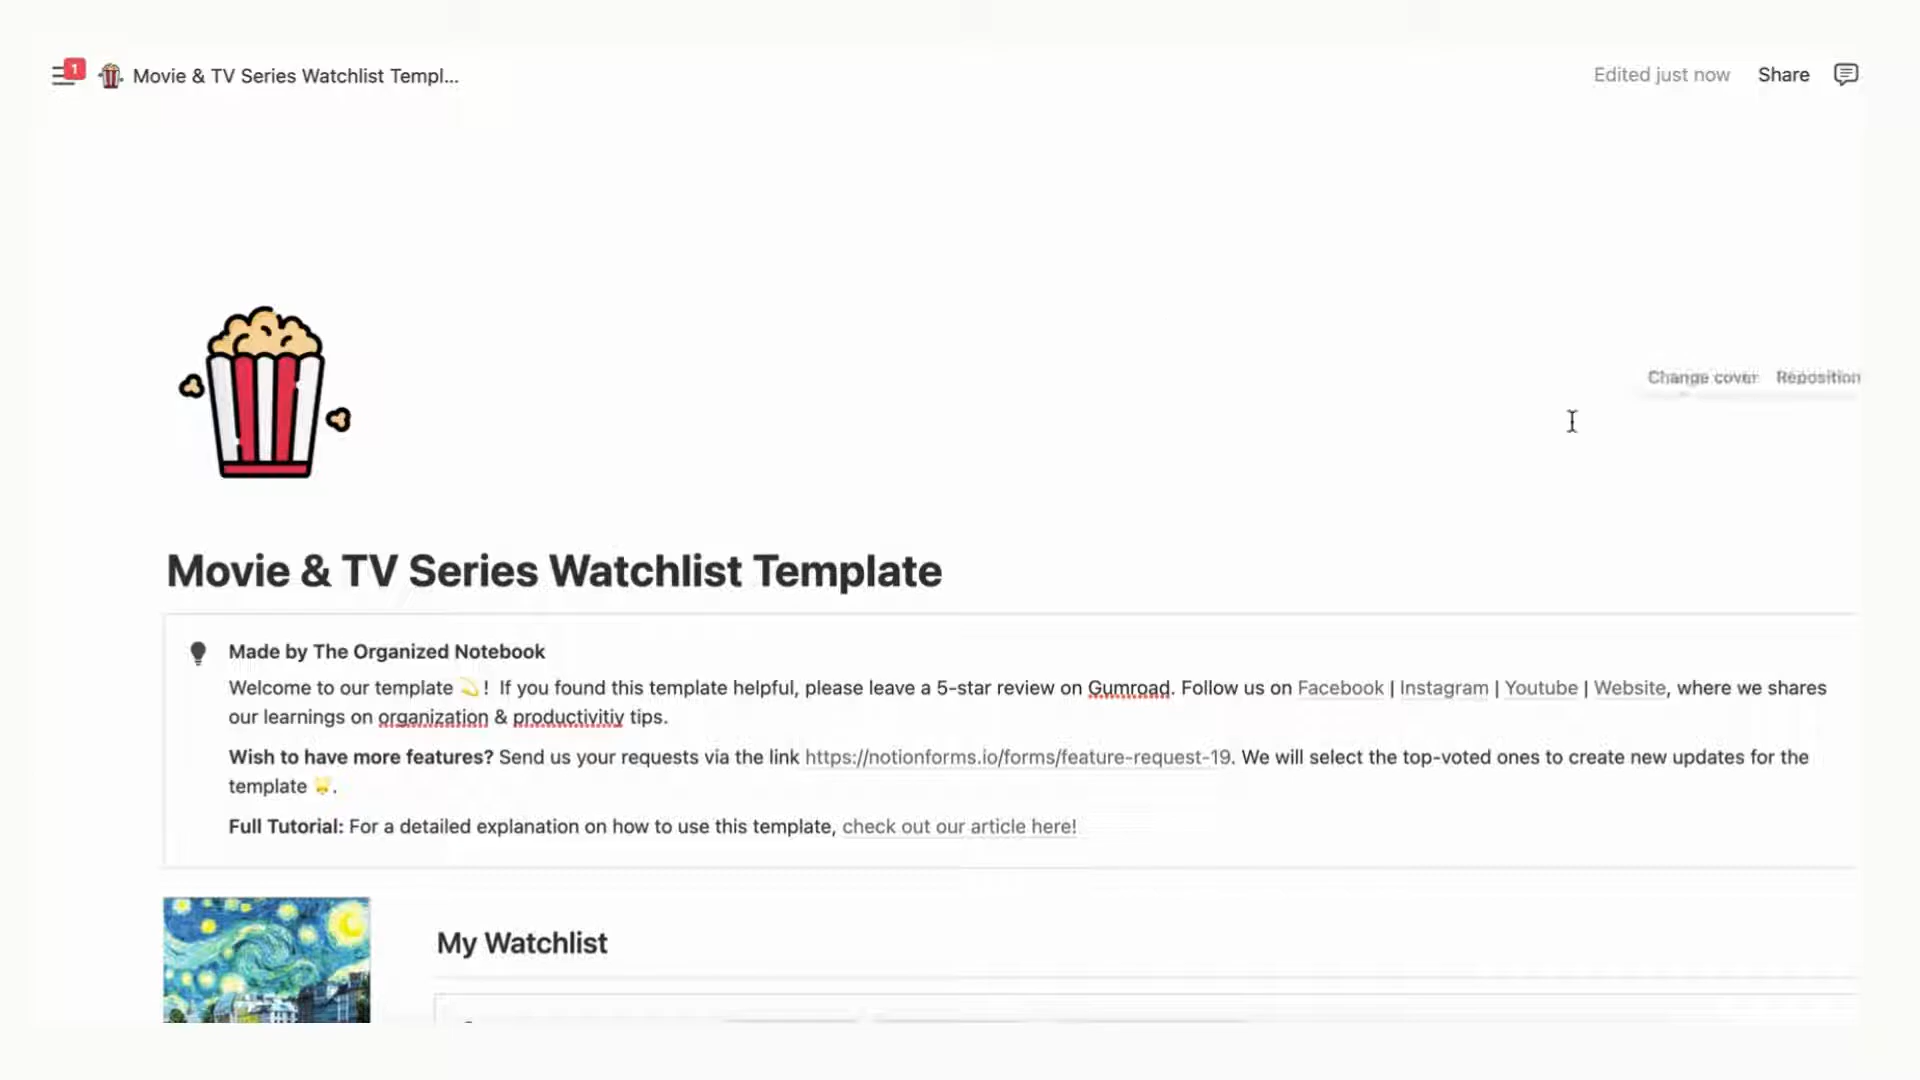 1
Movie & TV Series Watchlist Templ...
Edited just now
Share
Change cover
Reposition
Movie & TV Series Watchlist Template
Made by The Organized Notebook
Welcome to our template 💫 ! If you found this template helpful, please leave a 5-star review on Gumroad. Follow us on Facebook | Instagram | Youtube | Website, where we shares
our learnings on organization & productivitiy tips.
Wish to have more features? Send us your requests via the link https://notionforms.io/forms/feature-request-19. We will select the top-voted ones to create new updates for the
template .
Full Tutorial: For a detailed explanation on how to use this template, check out our article here!
My Watchlist